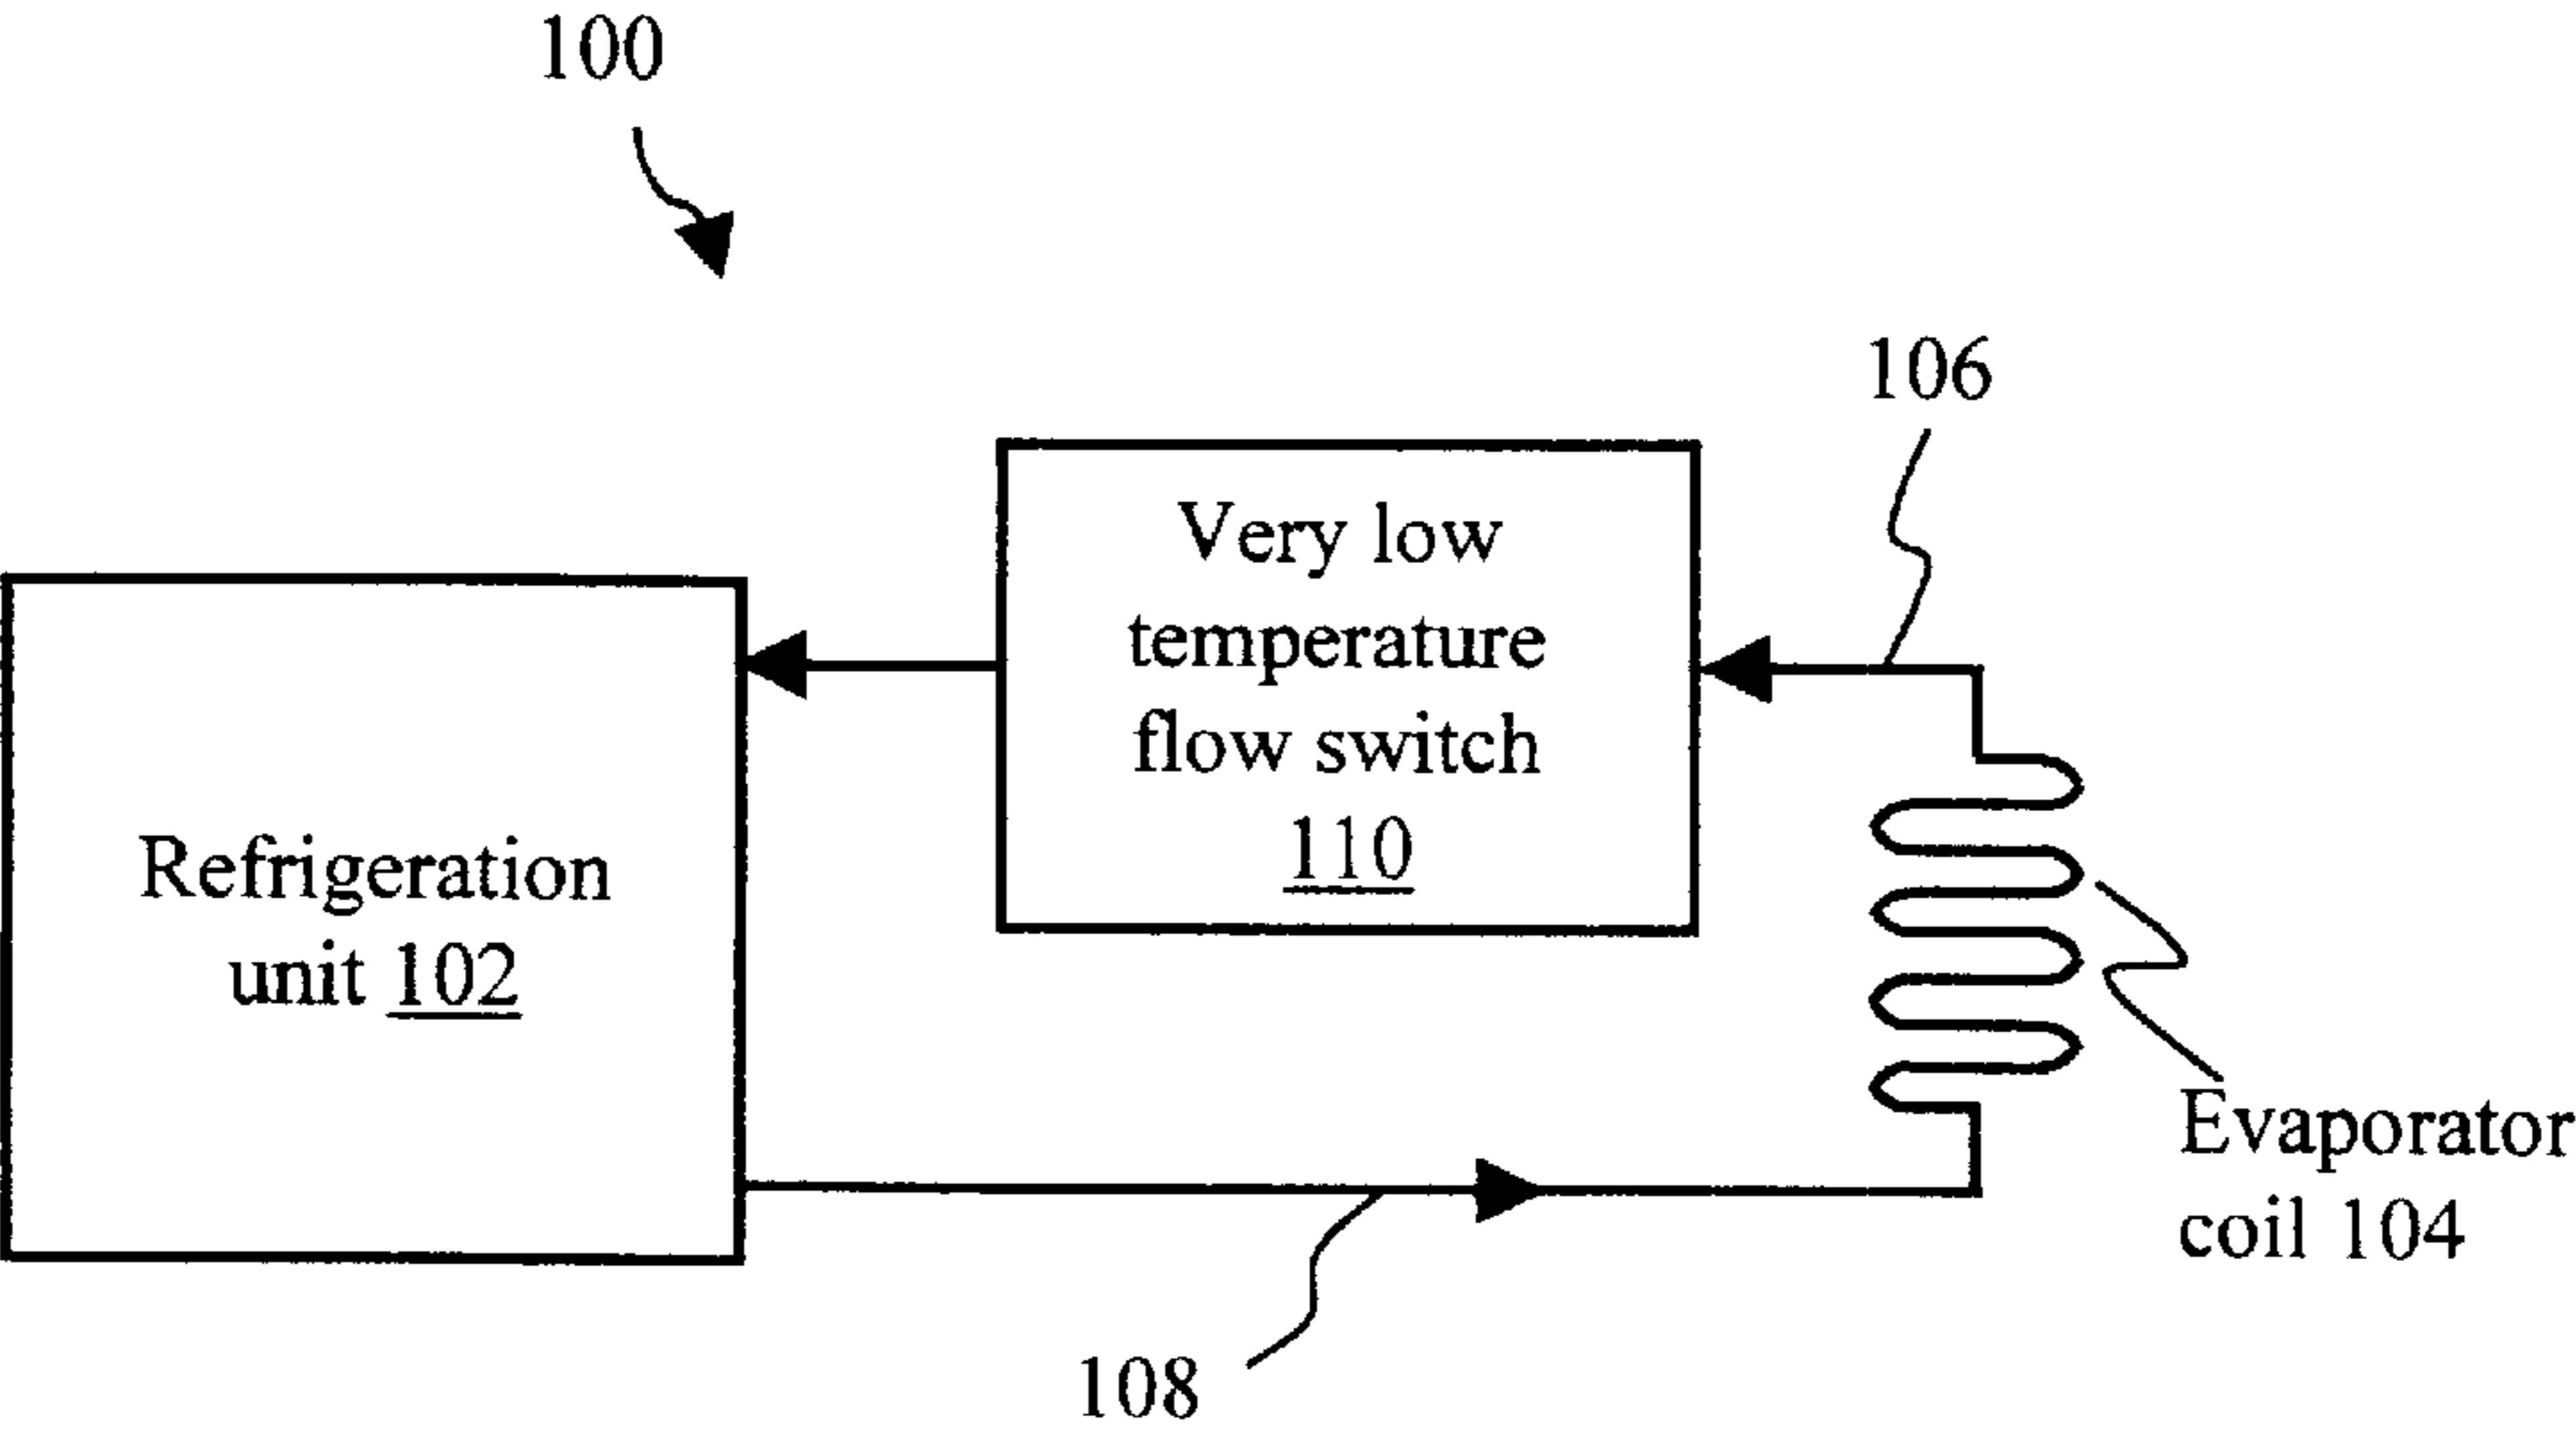 100
106
Very low
temperature
flow switch
110
Refrigeration
unit 102
Evaporator
coil 104
108